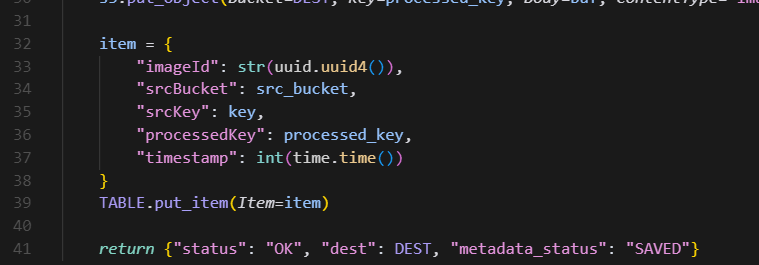 30 S3.put_object(Bucket=DEST, Key=processed_key, Body=buf, ContentType="im
31
32 item = {
33 "imageId": str(uuid.uuid4()),
34 "srcBucket": src_bucket,
35 "srcKey": key,
36 "processedKey": processed_key,
37 "timestamp": int(time.time())
38 }
39 TABLE.put_item(Item=item)
40
41 return {"status": "OK", "dest": DEST, "metadata_status": "SAVED"}